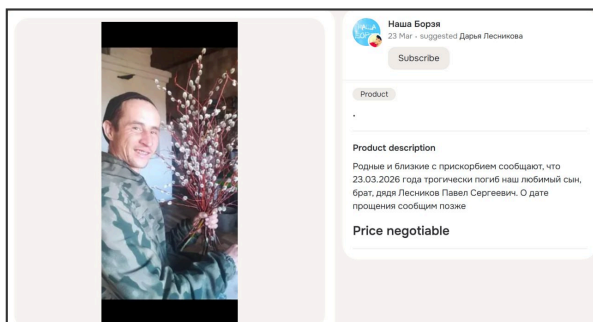 Наша Борзя
23 Mar - suggested Дарья Лесникова
Subscribe
Product
.
Product description
Родные и близкие с прискорбием сообщают, что
23.03.2026 года трогически погиб наш любимый сын,
брат, дядя Лесников Павел Сергеевич. О дате
прощения сообщим позже
Price negotiable